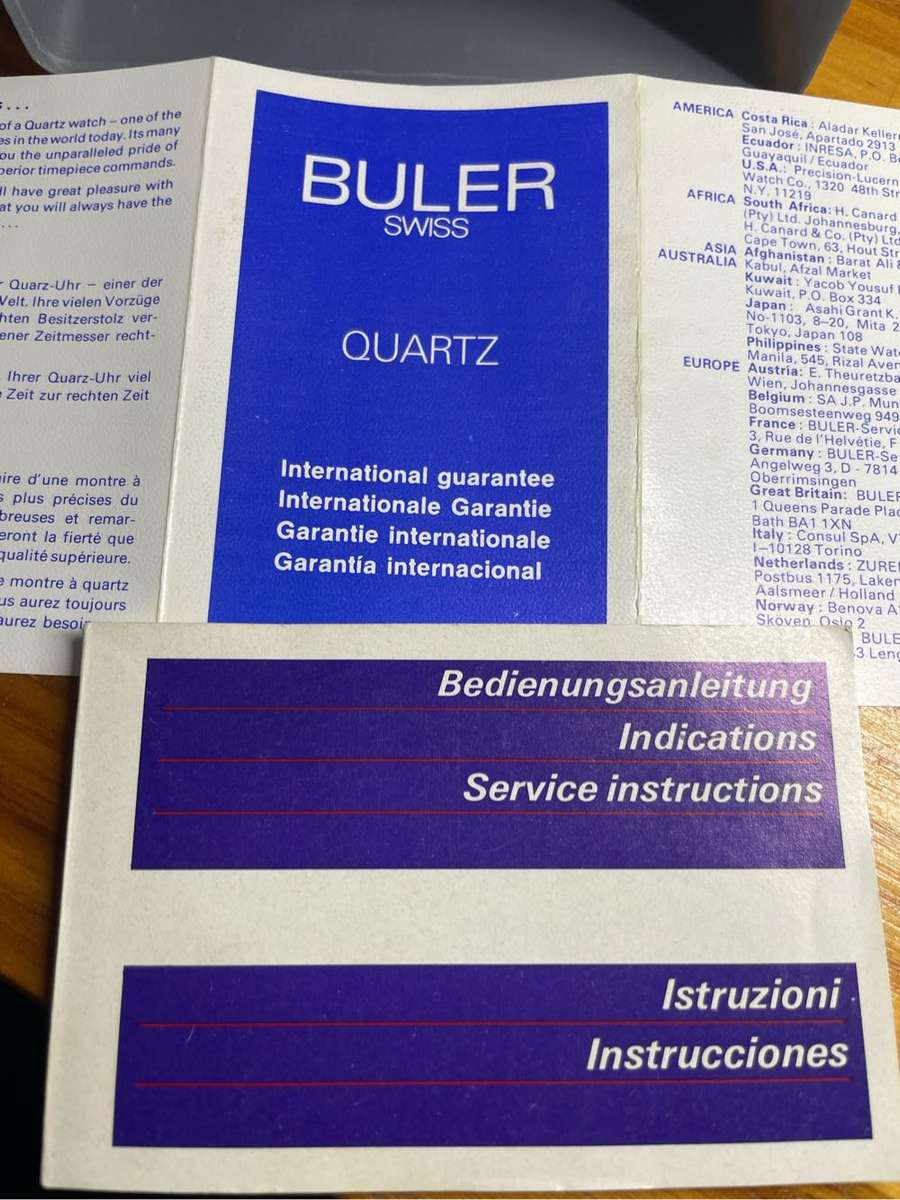 ...
of a Quartz watch – one of the
es in the world today. Its many
ou the unparalleled pride of
perior timepiece commands.
ll have great pleasure with
at you will always have the
...
Quarz-Uhr – einer der
Welt. Ihre vielen Vorzüge
hten Besitzerstolz ver-
ener Zeitmesser recht-
Ihrer Quarz-Uhr viel
Zeit zur rechten Zeit
ire d'une montre à
s plus précises du
breuses et remar-
eront la fierté que
qualité supérieure.
e montre à quartz
us aurez toujours
aurez besoi
BULER
SWISS
QUARTZ
International guarantee
Internationale Garantie
Garantie internationale
Garantía internacional
AMERICA Costa Rica : Aladar Keller
San José, Apartado 2913
Ecuador : INRESA, P.O. B
Guayaquil / Ecuador
U.S.A.: Precision-Lucern
Watch Co., 1320 48th Str
N.Y. 11219
AFRICA South Africa: H. Canard
(Pty) Ltd. Johannesburg,
H. Canard & Co. (Pty) Ltd
Cape Town, 63, Hout Str
ASIA Afghanistan : Barat Ali &
AUSTRALIA Kabul, Afzal Market
Kuwait : Yacob Yousuf
Kuwait, P.O. Box 334
Japan : Asahi Grant K.
No-1103, 8–20, Mita 2
Tokyo, Japan 108
Philippines : State Wat
Manila, 545, Rizal Aven
EUROPE Austria: E. Theuretzba
Wien, Johannesgasse
Belgium : SA J.P. Mun
Boomsesteenweg 949
France : BULER-Servi
3, Rue de l'Helvétie, F
Germany : BULER-Se
Angelweg 3, D - 7814
Oberrimsingen
Great Britain: BULE
1 Queens Parade Plac
Bath BA1 1XN
Italy : Consul SpA, V
I–10128 Torino
Netherlands : ZURE
Postbus 1175, Laken
Aalsmeer / Holland
Norway : Benova A
Sköven, Oslo 2
BULE
3 Leng
Bedienungsanleitung
Indications
Service instructions
Istruzioni
Instrucciones